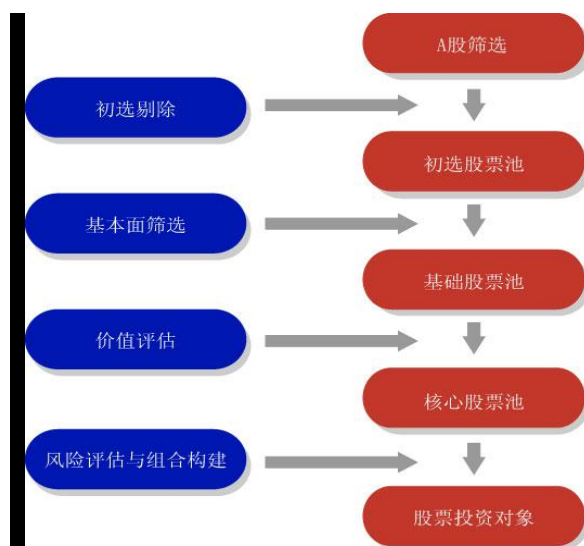 A股筛选
初选剔除
初选股票池
基本面筛选
基础股票池
价值评估
核心股票池
风险评估与组合构建
股票投资对象